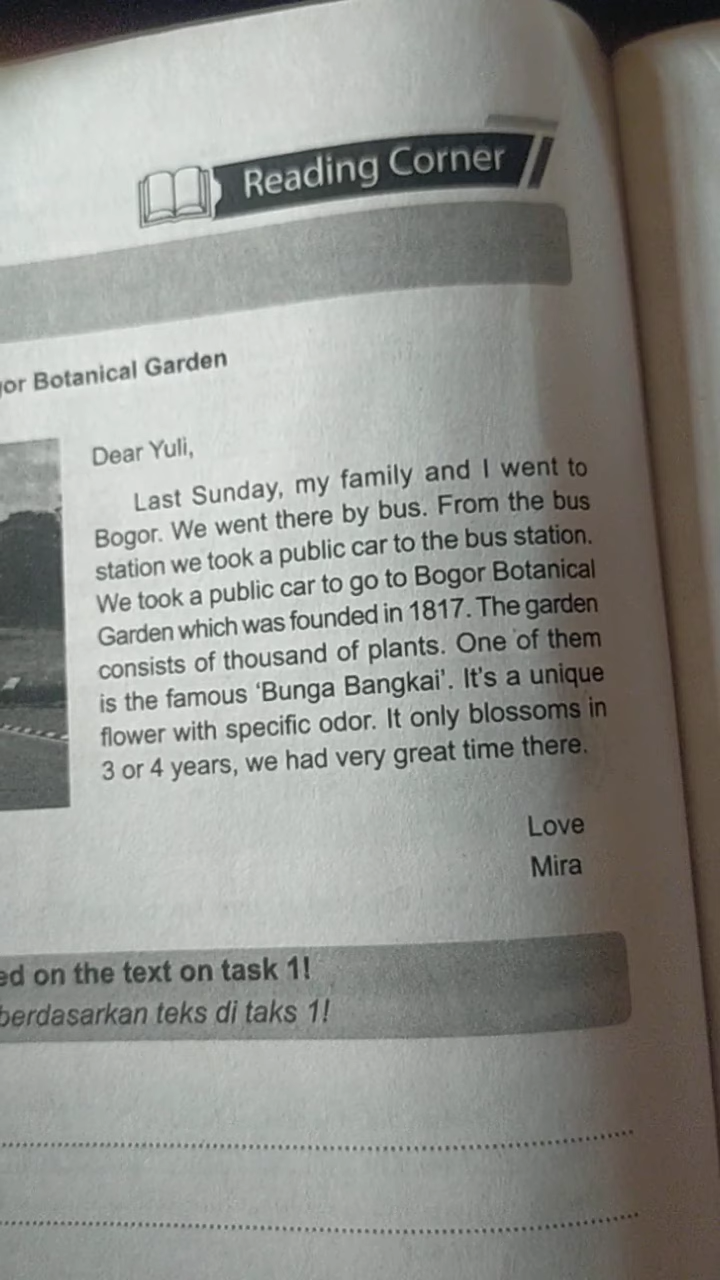 Reading Corner
Botanical Garden
Dear Yuli,
Last Sunday, my family and I went to
Bogor. We went there by bus. From the bus
station we took a public car to the bus station.
We took a public car to go to Bogor Botanical
Garden which was founded in 1817. The garden
consists of thousand of plants. One of them
is the famous ‘Bunga Bangkai’. It's a unique
flower with specific odor. It only blossoms in
3 or 4 years, we had very great time there.
Love
Mira
on the text on task 1!
berdasarkan teks di taks 1!